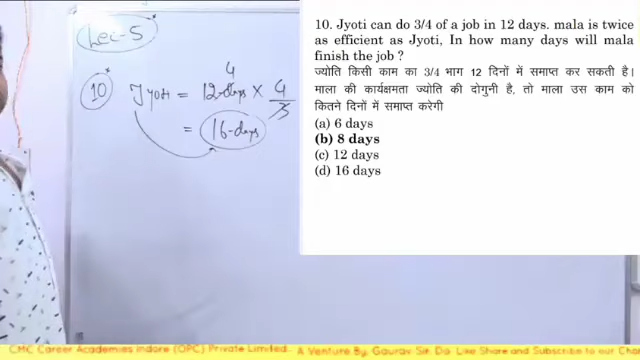 Lec-5
10. Jyoti can do 3/4 of a job in 12 days. mala is twice
as efficient as Jyoti, In how many days will mala
finish the job ?
ज्योति किसी काम का 3/4 भाग 12 दिनों में समाप्त कर सकती है।
माला की कार्यक्षमता ज्योति की दोगुनी है, तो माला उस काम को
कितने दिनों में समाप्त करेगी
(a) 6 days
(b) 8 days
(c) 12 days
(d) 16 days
4
10 Jyoti = 12 days × 4/3
= 16-days
CMC Career Academies Indore (OPC) Private Limited. A Venture By. Gaurav Sir. Do Like Share and Subscribe to our Cha